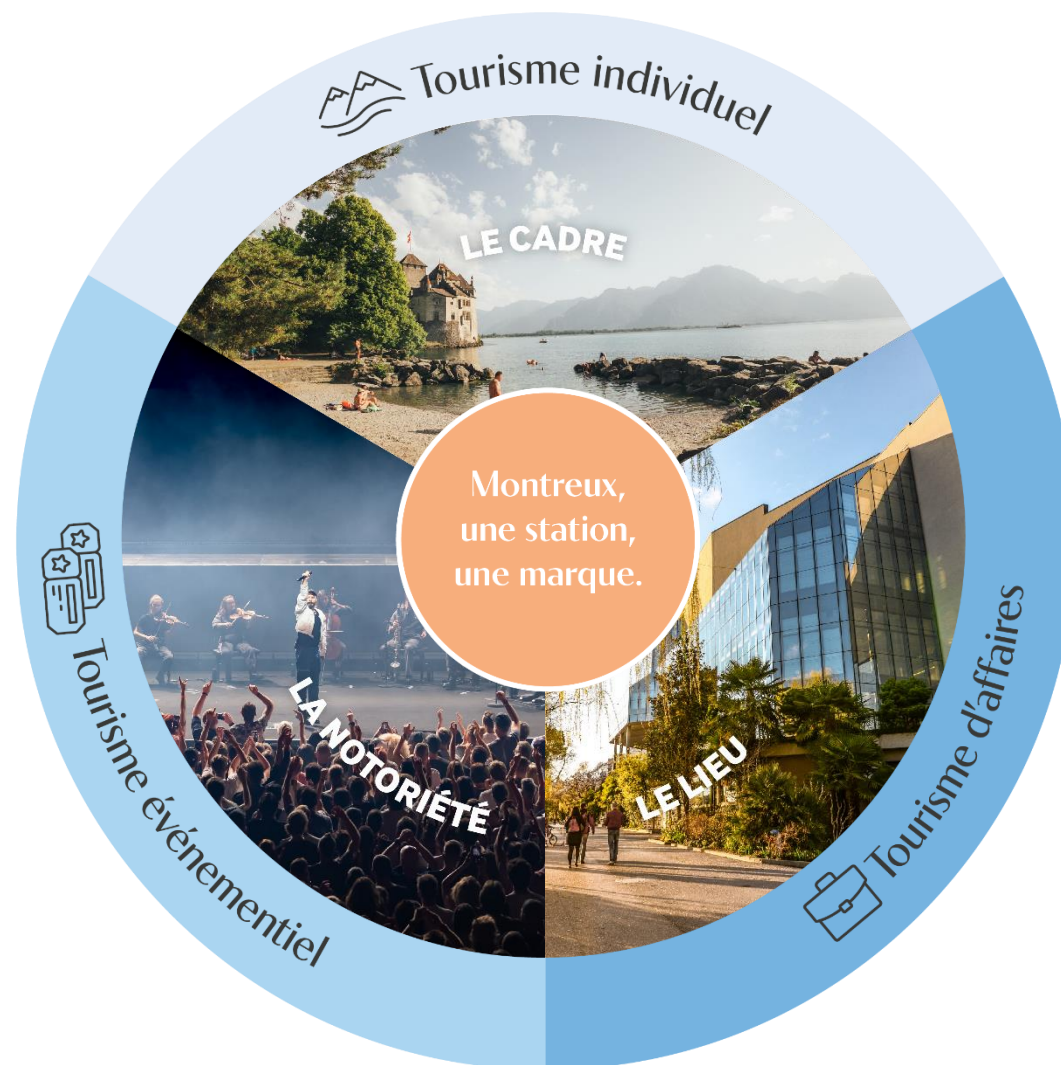 Tourisme individuel
LE CADRE
Montreux,
une station,
une marque.
LA NOTORIÉTÉ
LE LIEU
Tourisme événementiel
Tourisme d'affaires